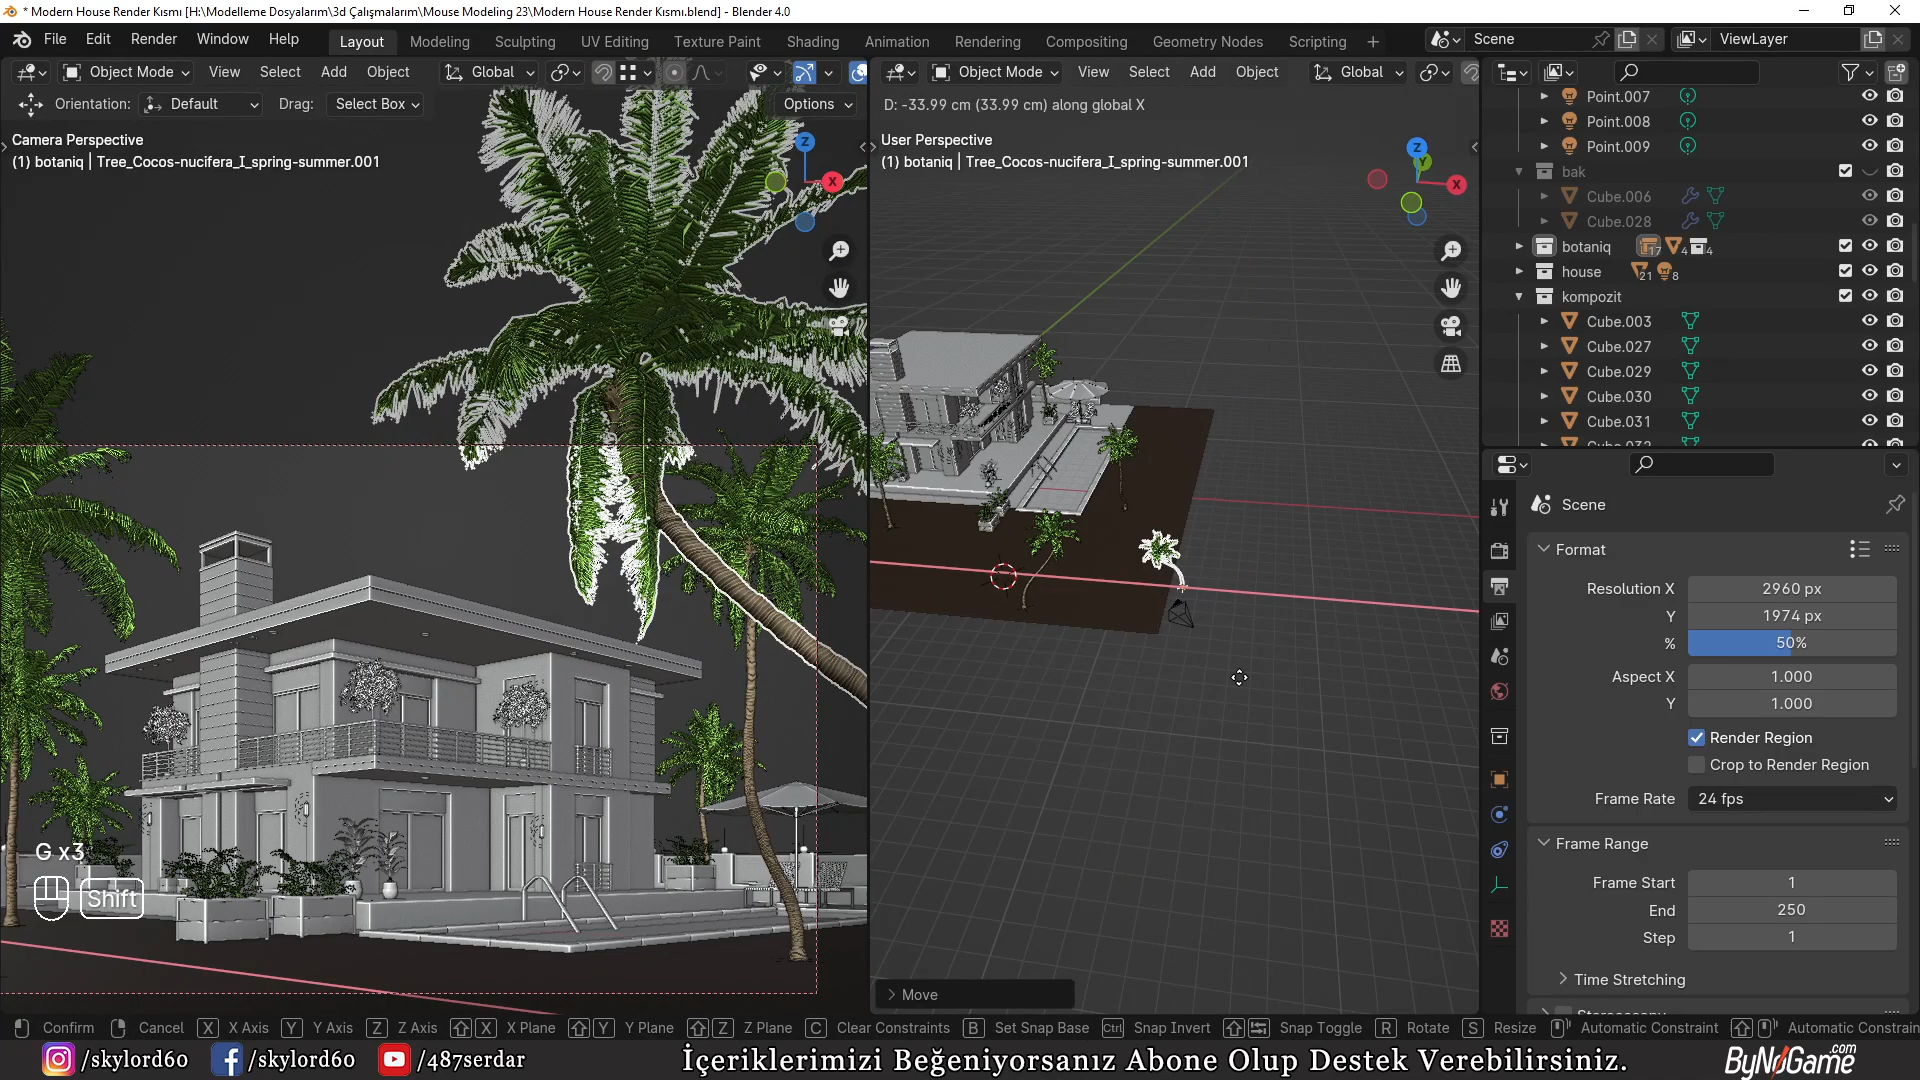 * Modern House Render Kısmı [H:\Modelleme Dosyalarım\3d Çalışmalarım\Mouse Modeling 23\Modern House Render Kısmı.blend] - Blender 4.0
File Edit Render Window Help Layout Modeling Sculpting UV Editing Texture Paint Shading Animation Rendering Compositing Geometry Nodes Scripting + Scene ViewLayer
Object Mode View Select Add Object Global
Object Mode View Select Add Object Global
Orientation: Default Drag: Select Box Options
D: -33.99 cm (33.99 cm) along global X
Camera Perspective
(1) botaniq | Tree_Cocos-nucifera_I_spring-summer.001
User Perspective
(1) botaniq | Tree_Cocos-nucifera_I_spring-summer.001
Z
X
Z
Y
X
Point.007
Point.008
Point.009
bak
Cube.006
Cube.028
botaniq 17 4 4
house 21 8
kompozit
Cube.003
Cube.027
Cube.029
Cube.030
Cube.031
Scene
Format
Resolution X 2960 px
Y 1974 px
% 50%
Aspect X 1.000
Y 1.000
Render Region
Crop to Render Region
Frame Rate 24 fps
Frame Range
Frame Start 1
End 250
Step 1
Time Stretching
G x3
Shift
Move
Confirm Cancel X X Axis Y Y Axis Z Z Axis X X Plane Y Y Plane Z Z Plane C Clear Constraints B Set Snap Base Ctrl Snap Invert Snap Toggle R Rotate S Resize Automatic Constraint Automatic Constrain
/skylord60 /skylord60 /487serdar İçeriklerimizi Beğeniyorsanız Abone Olup Destek Verebilirsiniz. ByNoGame.com